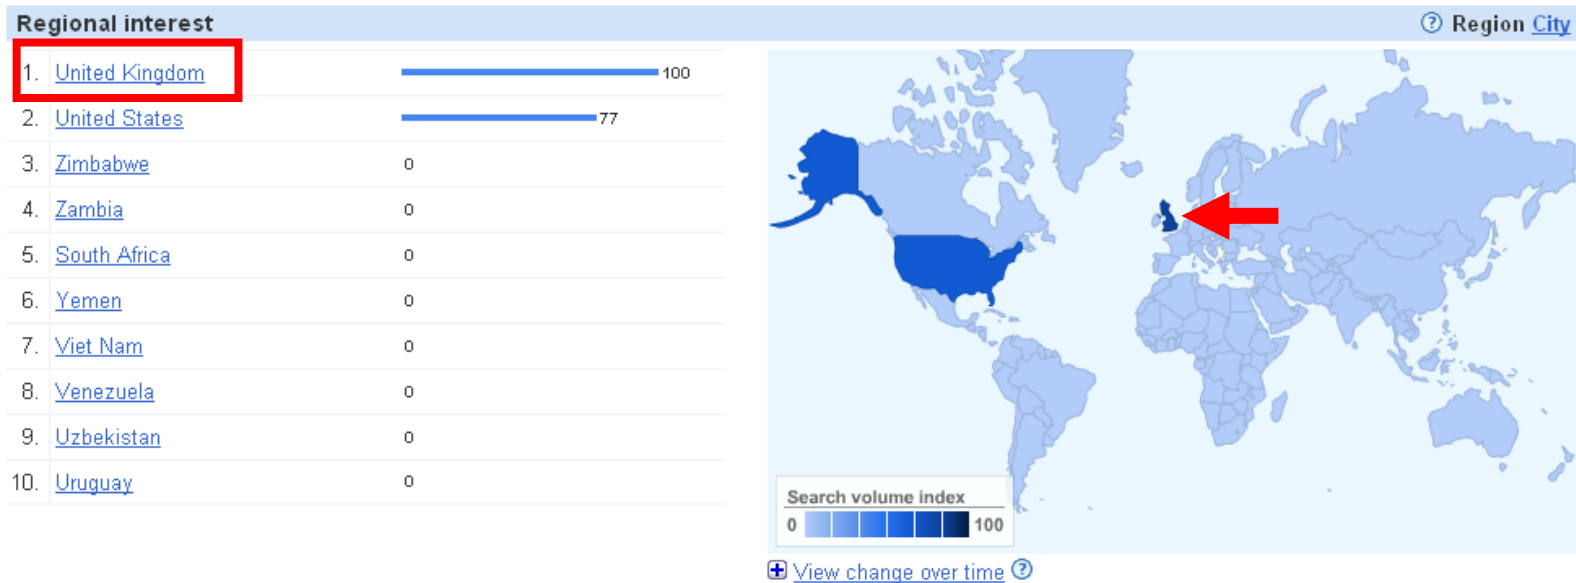 Regional interest
? Region City
1. United Kingdom 100
2. United States 77
3. Zimbabwe 0
4. Zambia 0
5. South Africa 0
6. Yemen 0
7. Viet Nam 0
8. Venezuela 0
9. Uzbekistan 0
10. Uruguay 0
Search volume index
0 100
+ View change over time ?